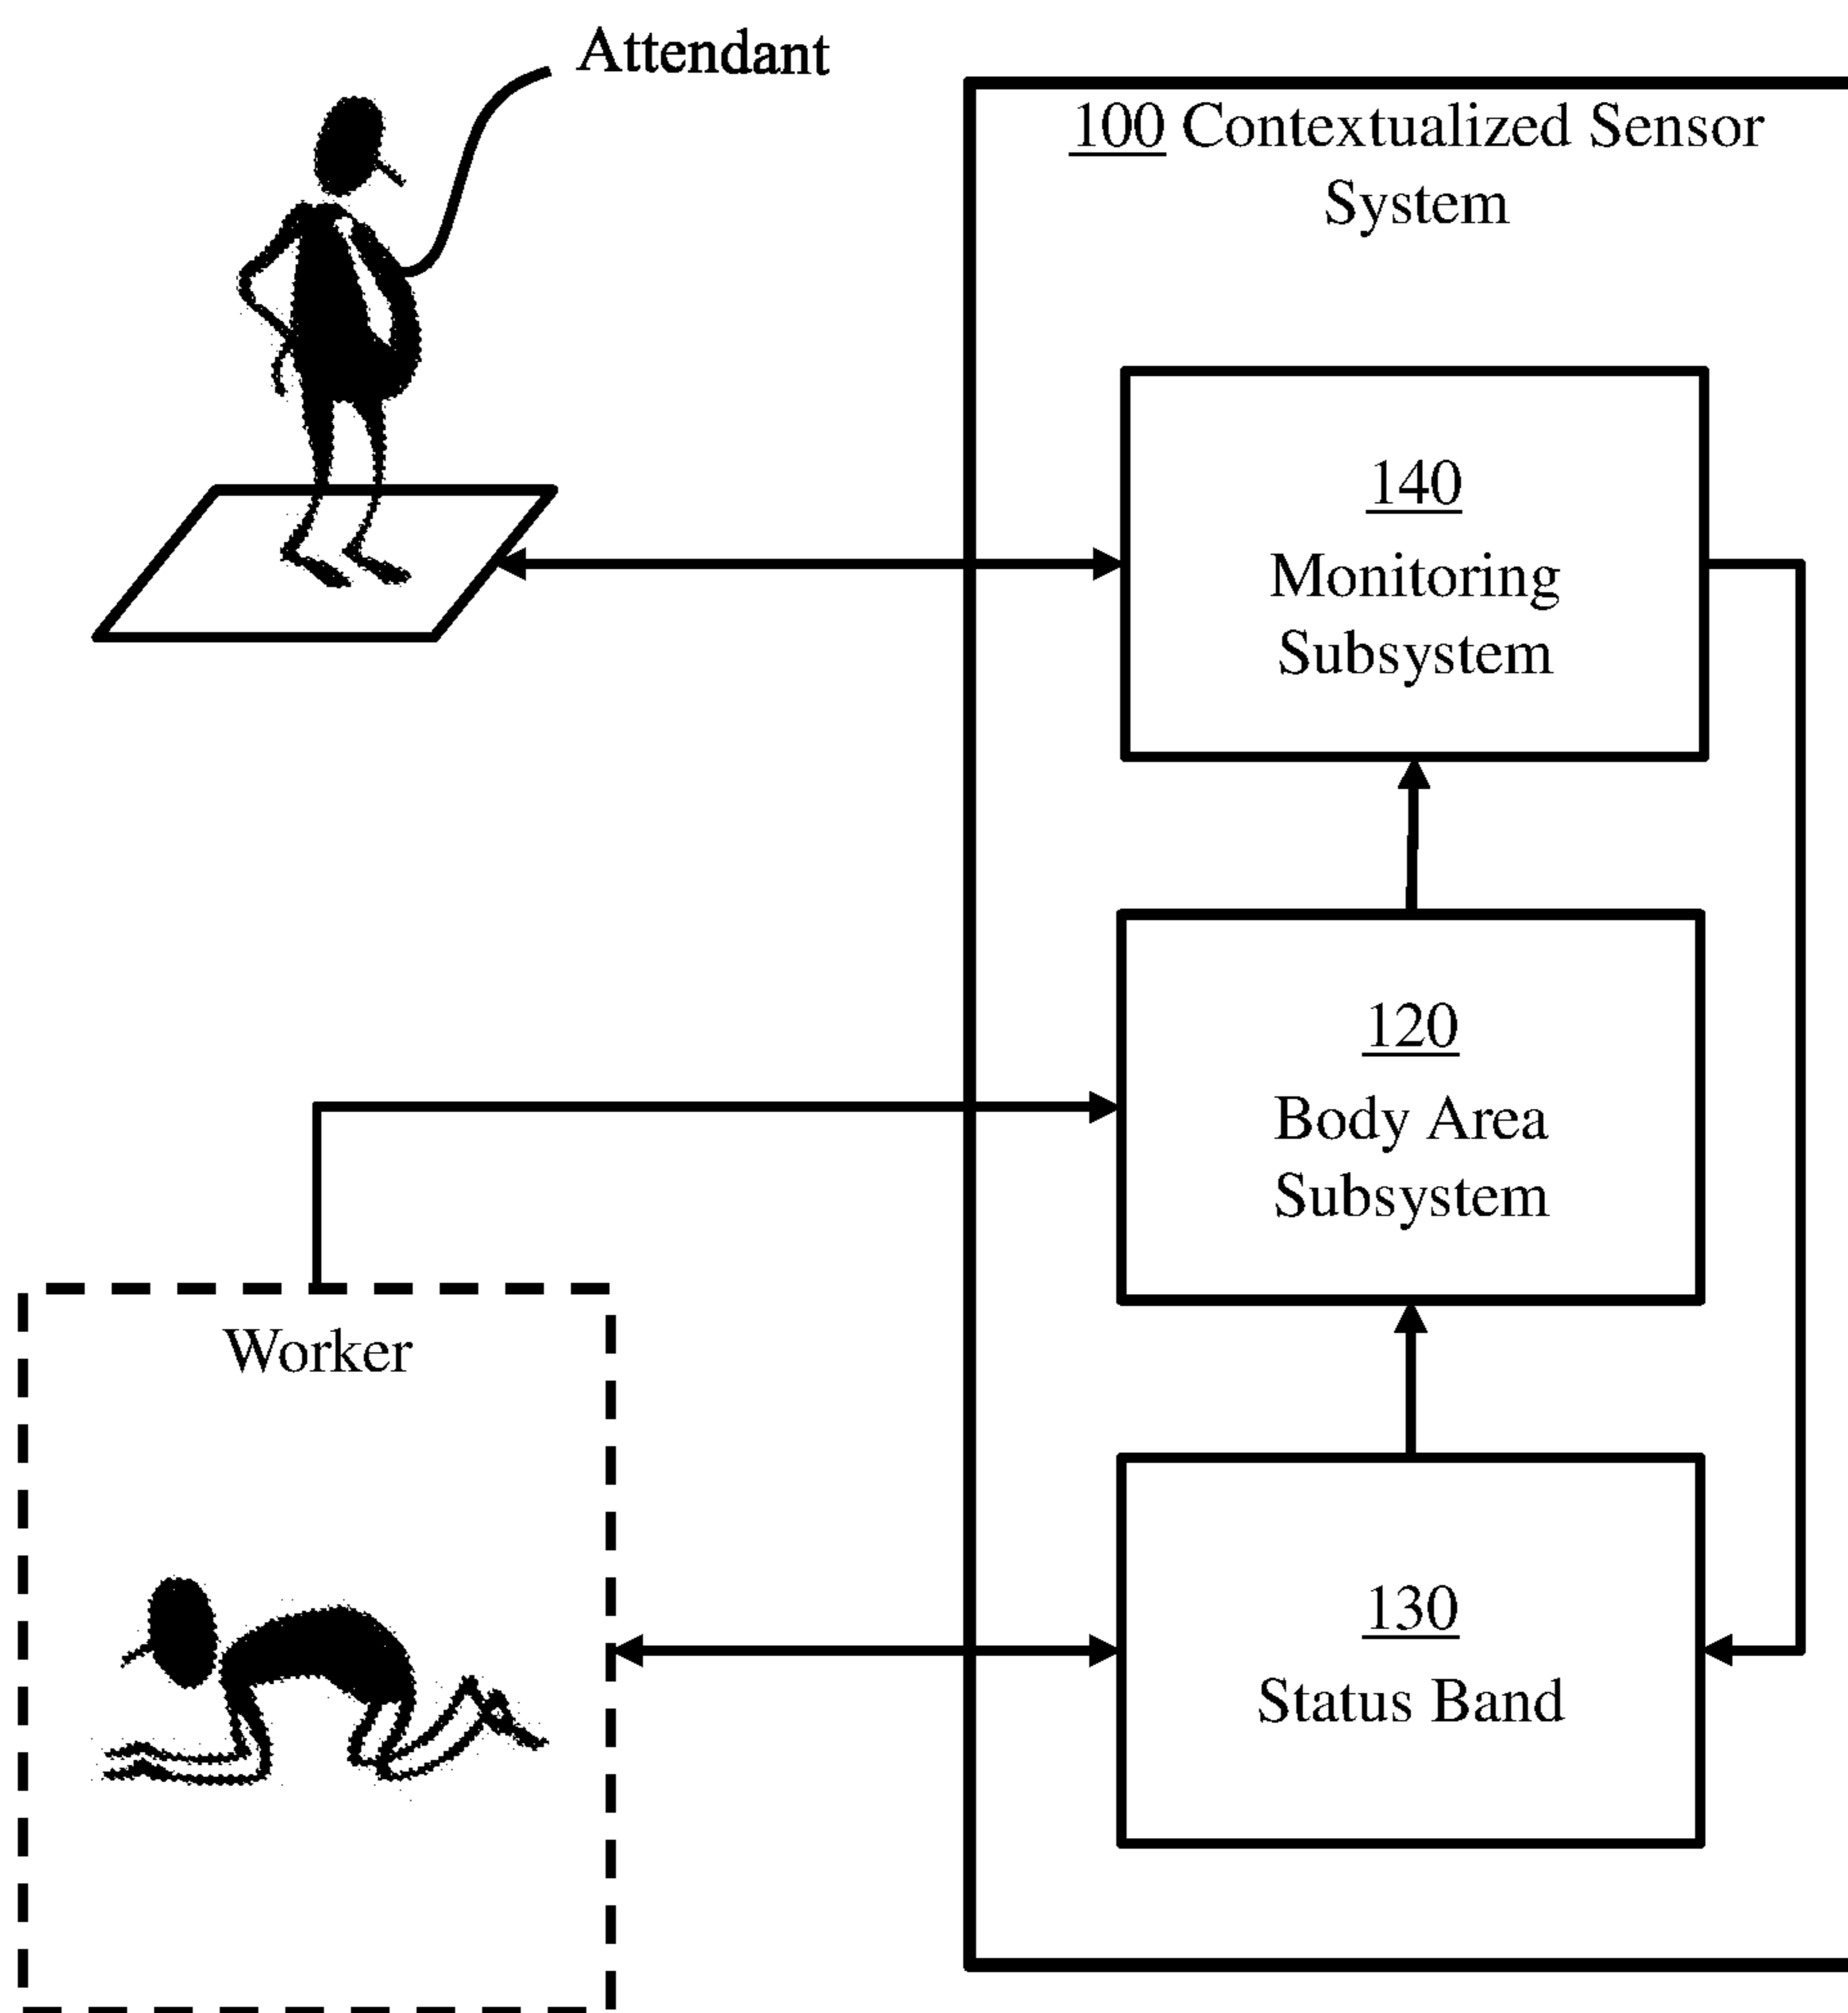 Attendant
100 Contextualized Sensor
System
140
Monitoring
Subsystem
120
Body Area
Subsystem
Worker
130
Status Band